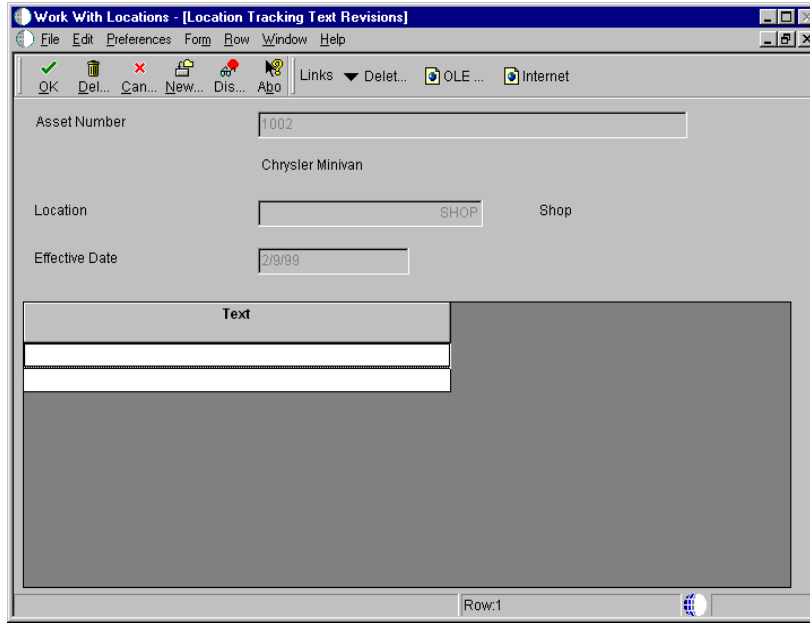 Work With Locations - [Location Tracking Text Revisions]
File Edit Preferences Form Row Window Help
OK Del... Can... New... Dis... Abo Links Delet... OLE ... Internet
Asset Number 1002
Chrysler Minivan
Location SHOP Shop
Effective Date 2/9/99
Text
Row:1